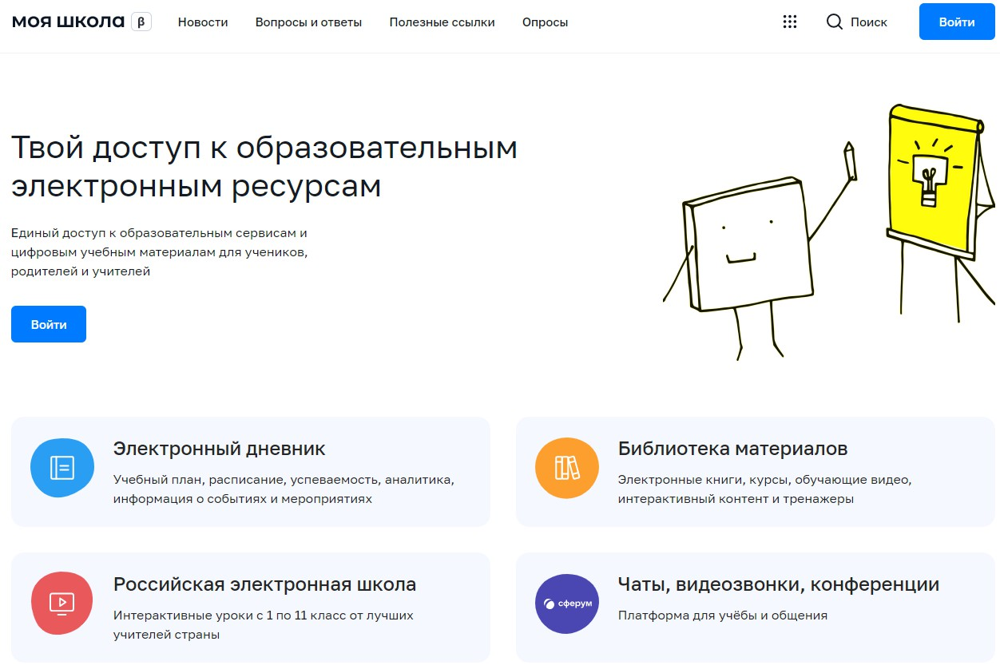 моя школа β
Новости
Вопросы и ответы
Полезные ссылки
Опросы
Поиск
Войти
Твой доступ к образовательным
электронным ресурсам
Единый доступ к образовательным сервисам и
цифровым учебным материалам для учеников,
родителей и учителей
Войти
Электронный дневник
Учебный план, расписание, успеваемость, аналитика,
информация о событиях и мероприятиях
Библиотека материалов
Электронные книги, курсы, обучающие видео,
интерактивный контент и тренажеры
Российская электронная школа
Интерактивные уроки с 1 по 11 класс от лучших
учителей страны
сферум
Чаты, видеозвонки, конференции
Платформа для учёбы и общения